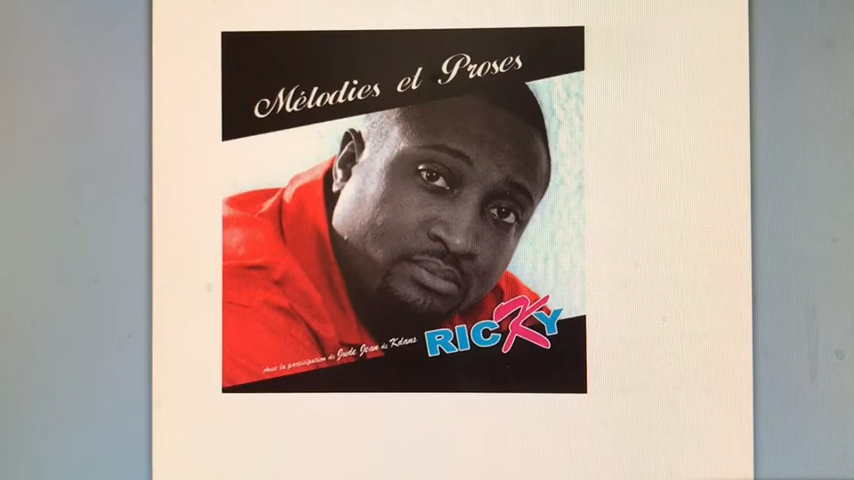 Mélodies et Proses
Avec la participation de Jude Jean de Kdans
RICKY